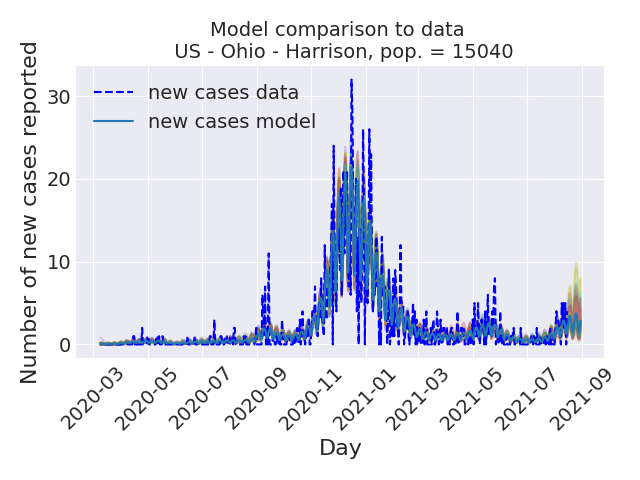 Model comparison to data
US - Ohio - Harrison, pop. = 15040
Number of new cases reported
30
20
10
0
new cases data
new cases model
2020-03
2020-05
2020-07
2020-09
2020-11
2021-01
2021-03
2021-05
2021-07
2021-09
Day